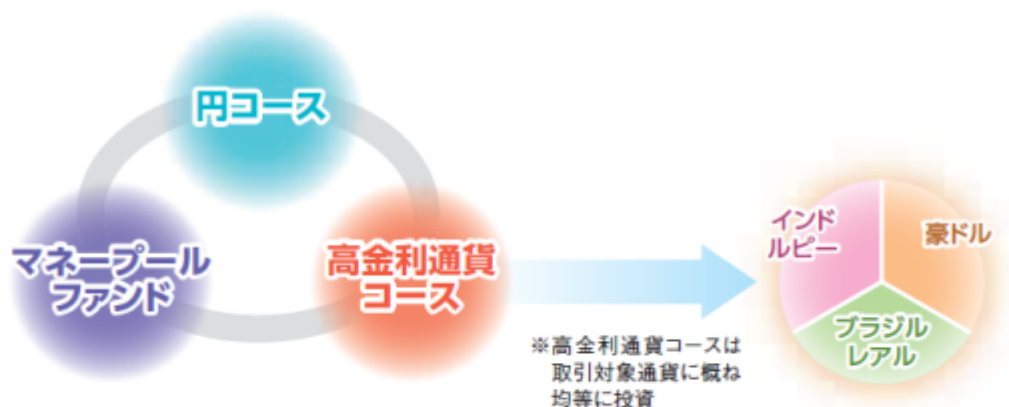 円コース
マネープール
ファンド
高金利通貨
コース
※高金利通貨コースは
取引対象通貨に概ね
均等に投資
インド
ルピー
豪ドル
ブラジル
レアル